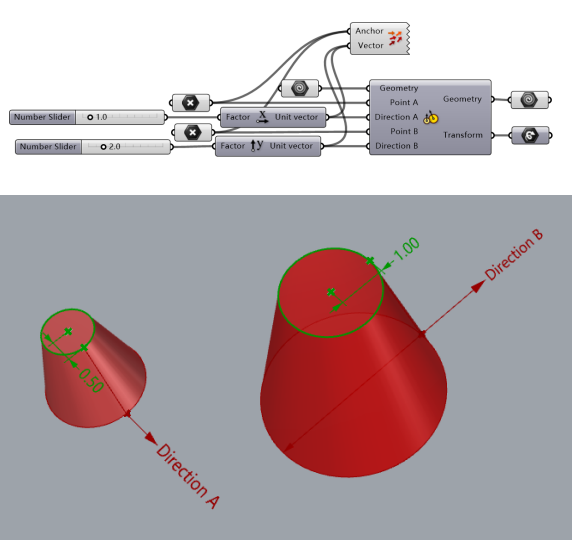 Anchor
Vector
Number Slider 1.0
Factor X Unit vector
Number Slider 2.0
Factor y Unit vector
Geometry
Point A
Direction A
Point B
Direction B
Geometry
Transform
1.00
Direction B
0.50
Direction A